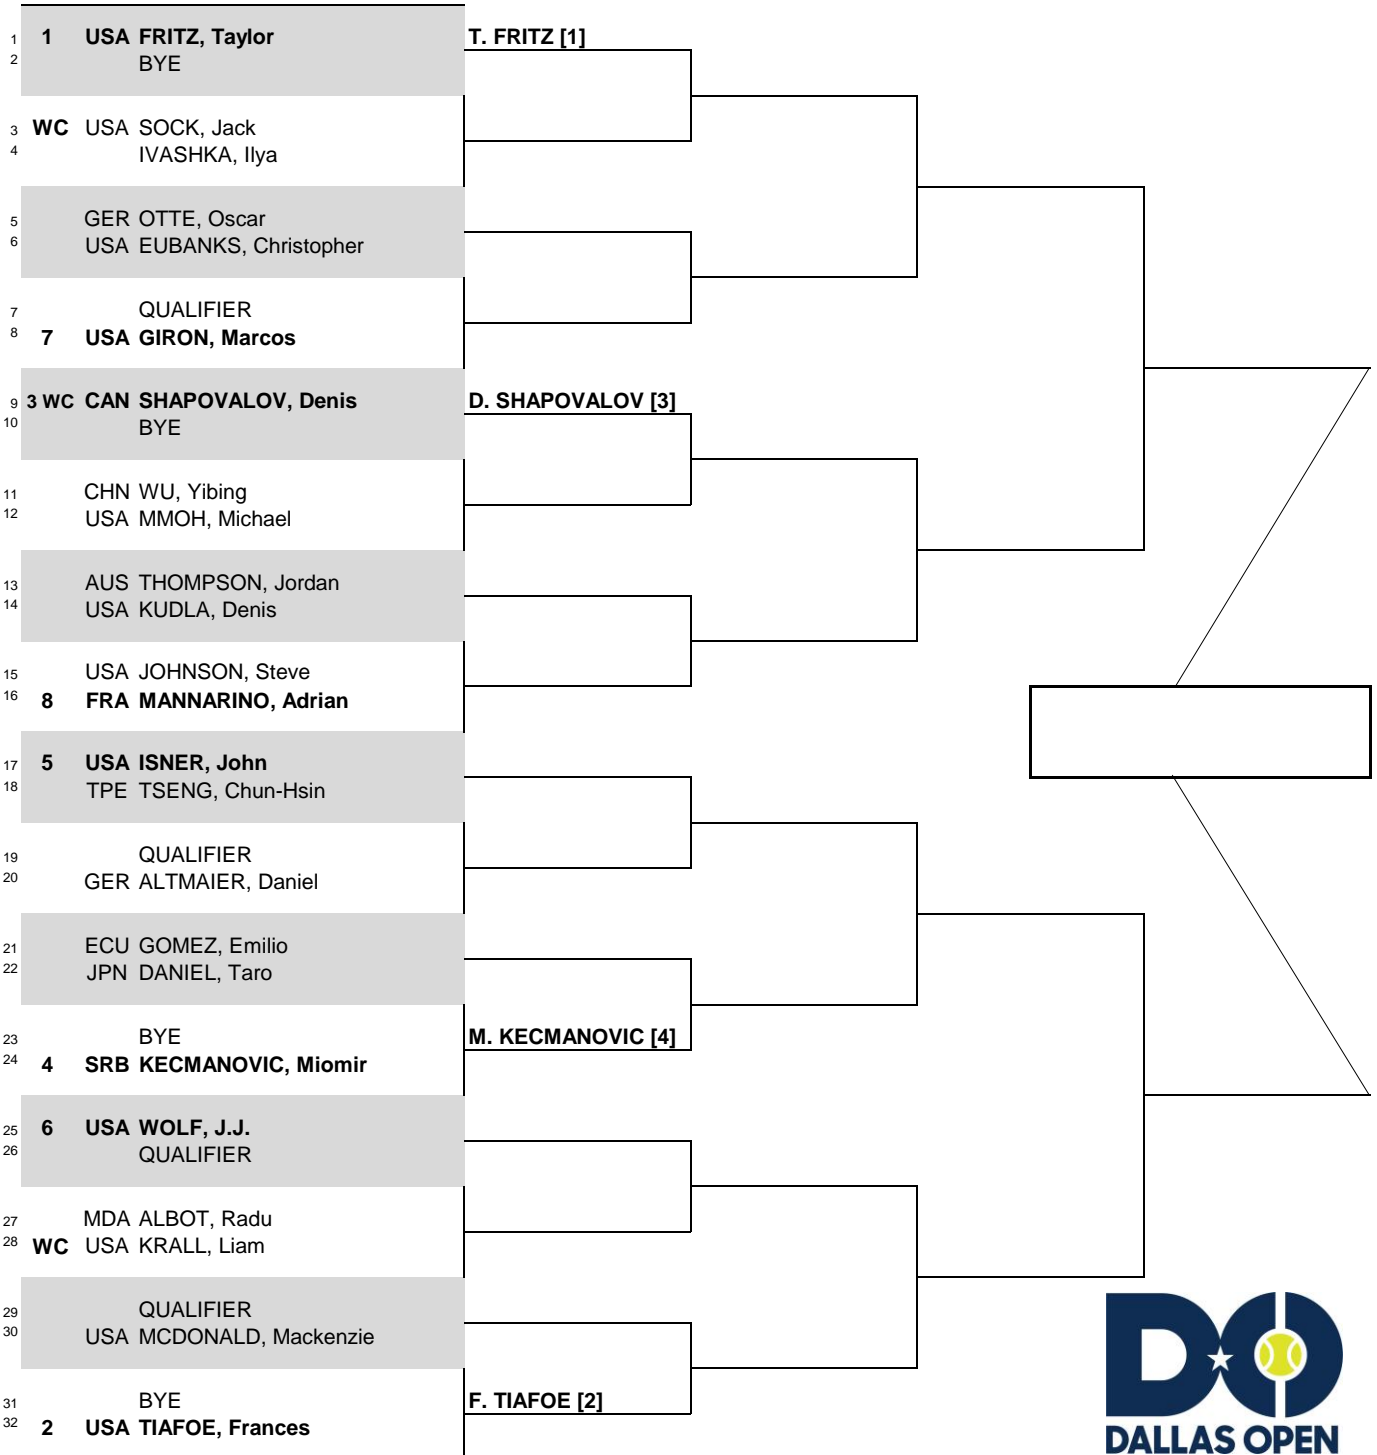 1 1 USA FRITZ, Taylor T. FRITZ [1]
2 BYE
3 WC USA SOCK, Jack
4 IVASHKA, Ilya
5 GER OTTE, Oscar
6 USA EUBANKS, Christopher
7 QUALIFIER
8 7 USA GIRON, Marcos
9 3 WC CAN SHAPOVALOV, Denis D. SHAPOVALOV [3]
10 BYE
11 CHN WU, Yibing
12 USA MMOH, Michael
13 AUS THOMPSON, Jordan
14 USA KUDLA, Denis
15 USA JOHNSON, Steve
16 8 FRA MANNARINO, Adrian
17 5 USA ISNER, John
18 TPE TSENG, Chun-Hsin
19 QUALIFIER
20 GER ALTMAIER, Daniel
21 ECU GOMEZ, Emilio
22 JPN DANIEL, Taro
23 BYE M. KECMANOVIC [4]
24 4 SRB KECMANOVIC, Miomir
25 6 USA WOLF, J.J.
26 QUALIFIER
27 MDA ALBOT, Radu
28 WC USA KRALL, Liam
29 QUALIFIER
30 USA MCDONALD, Mackenzie
31 BYE F. TIAFOE [2]
32 2 USA TIAFOE, Frances
DO
DALLAS OPEN